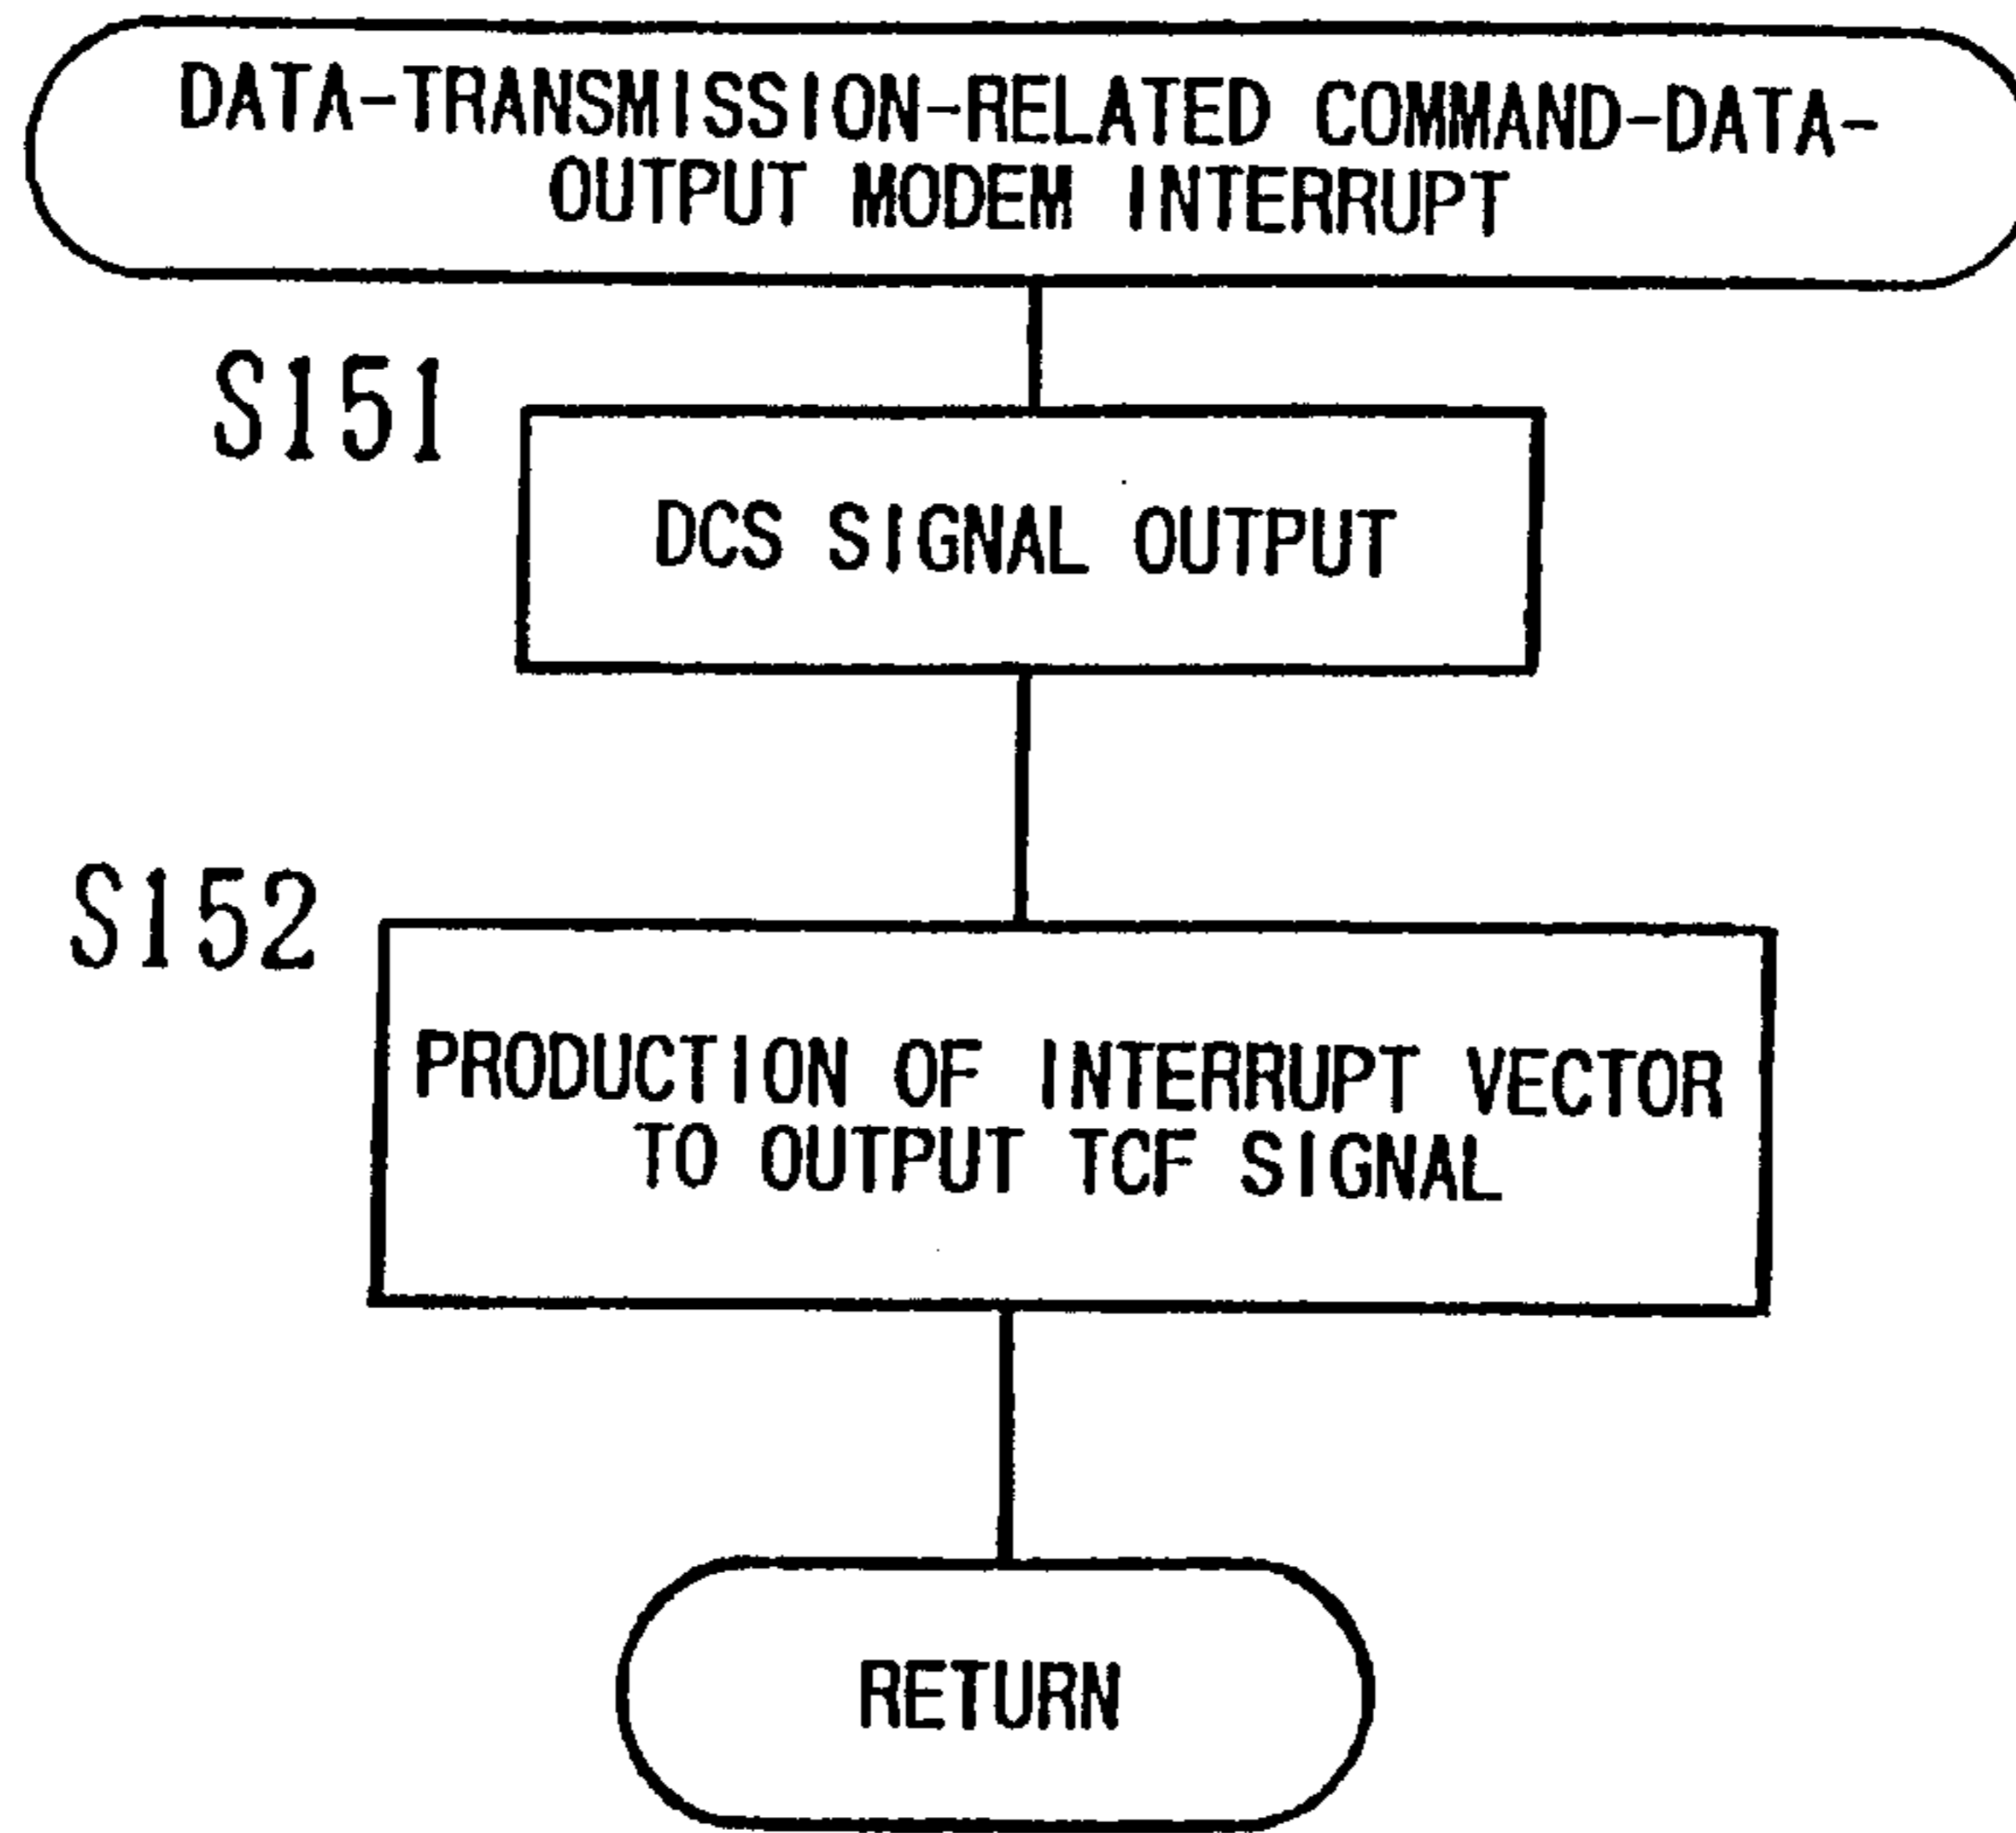 DATA-TRANSMISSION-RELATED COMMAND-DATA-
OUTPUT MODEM INTERRUPT
S151
DCS SIGNAL OUTPUT
S152
PRODUCTION OF INTERRUPT VECTOR
TO OUTPUT TCF SIGNAL
RETURN